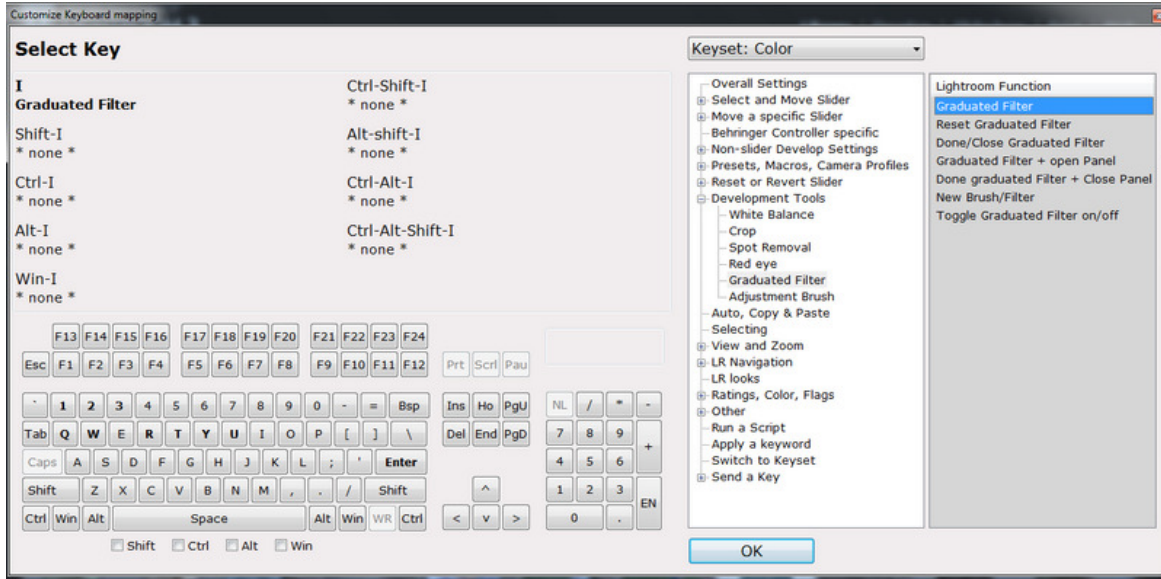 Customize Keyboard mapping
Select Key
Keyset: Color
I
Graduated Filter
Shift-I
* none *
Ctrl-I
* none *
Alt-I
* none *
Win-I
* none *
Ctrl-Shift-I
* none *
Alt-shift-I
* none *
Ctrl-Alt-I
* none *
Ctrl-Alt-Shift-I
* none *
F13 F14 F15 F16 F17 F18 F19 F20 F21 F22 F23 F24
Esc F1 F2 F3 F4 F5 F6 F7 F8 F9 F10 F11 F12 Prt Scrl Pau
` 1 2 3 4 5 6 7 8 9 0 - = Bsp Ins Ho PgU NL / * -
Tab Q W E R T Y U I O P [ ] \ Del End PgD 7 8 9 +
Caps A S D F G H J K L ; ' Enter 4 5 6
Shift Z X C V B N M , . / Shift ^ 1 2 3 EN
Ctrl Win Alt Space Alt Win WR Ctrl < v > 0 .
Shift Ctrl Alt Win
Overall Settings
Select and Move Slider
Move a specific Slider
Behringer Controller specific
Non-slider Develop Settings
Presets, Macros, Camera Profiles
Reset or Revert Slider
Development Tools
White Balance
Crop
Spot Removal
Red eye
Graduated Filter
Adjustment Brush
Auto, Copy & Paste
Selecting
View and Zoom
LR Navigation
LR looks
Ratings, Color, Flags
Other
Run a Script
Apply a keyword
Switch to Keyset
Send a Key
Lightroom Function
Graduated Filter
Reset Graduated Filter
Done/Close Graduated Filter
Graduated Filter + open Panel
Done graduated Filter + Close Panel
New Brush/Filter
Toggle Graduated Filter on/off
OK